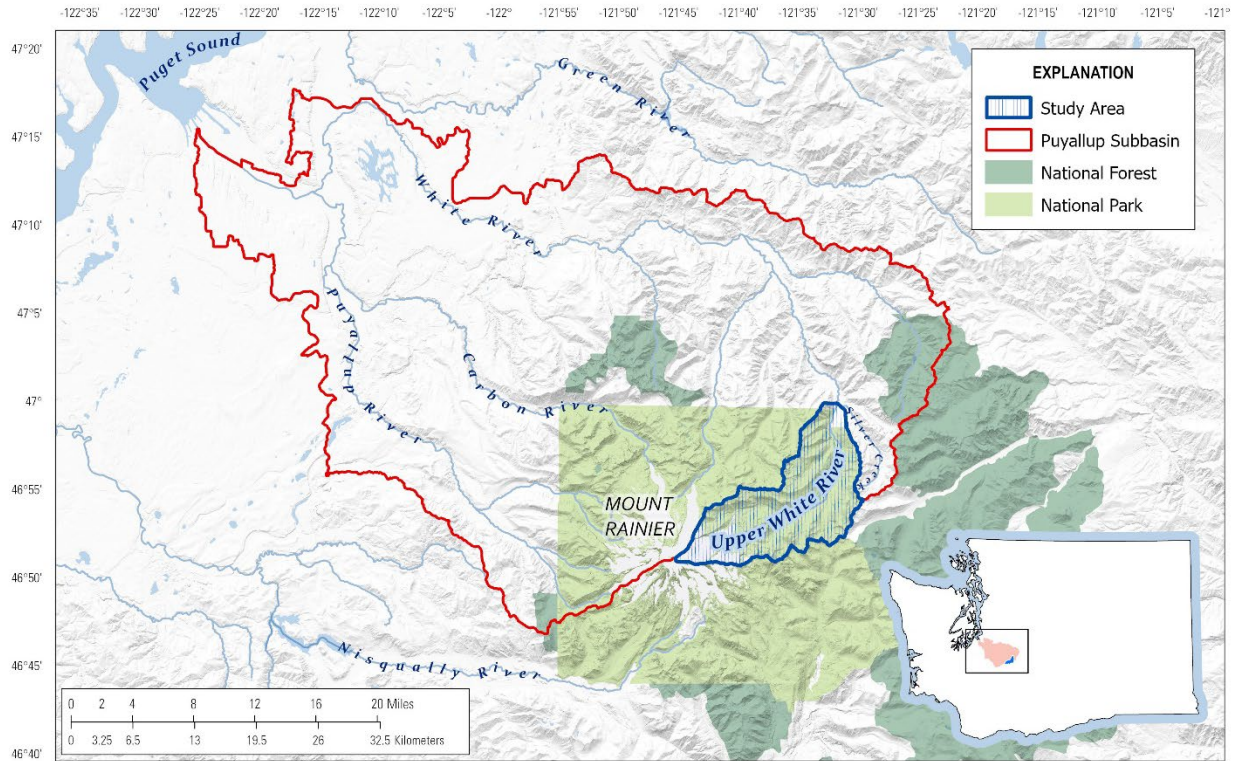 -122°35' -122°30' -122°25' -122°20' -122°15' -122°10' -122°5' -122° -121°55' -121°50' -121°45' -121°40' -121°35' -121°30' -121°25' -121°20' -121°15' -121°10' -121°5' -121°
47°20'
Puget Sound
Green River
EXPLANATION
Study Area
Puyallup Subbasin
National Forest
National Park
47°15'
White River
47°10'
47°5'
Puyallup River
Carbon River
47°
Silver Creek
46°55'
MOUNT
RAINIER
Upper White River
46°50'
Nisqually River
46°45'
0 2 4 8 12 16 20 Miles
0 3.25 6.5 13 19.5 26 32.5 Kilometers
46°40'